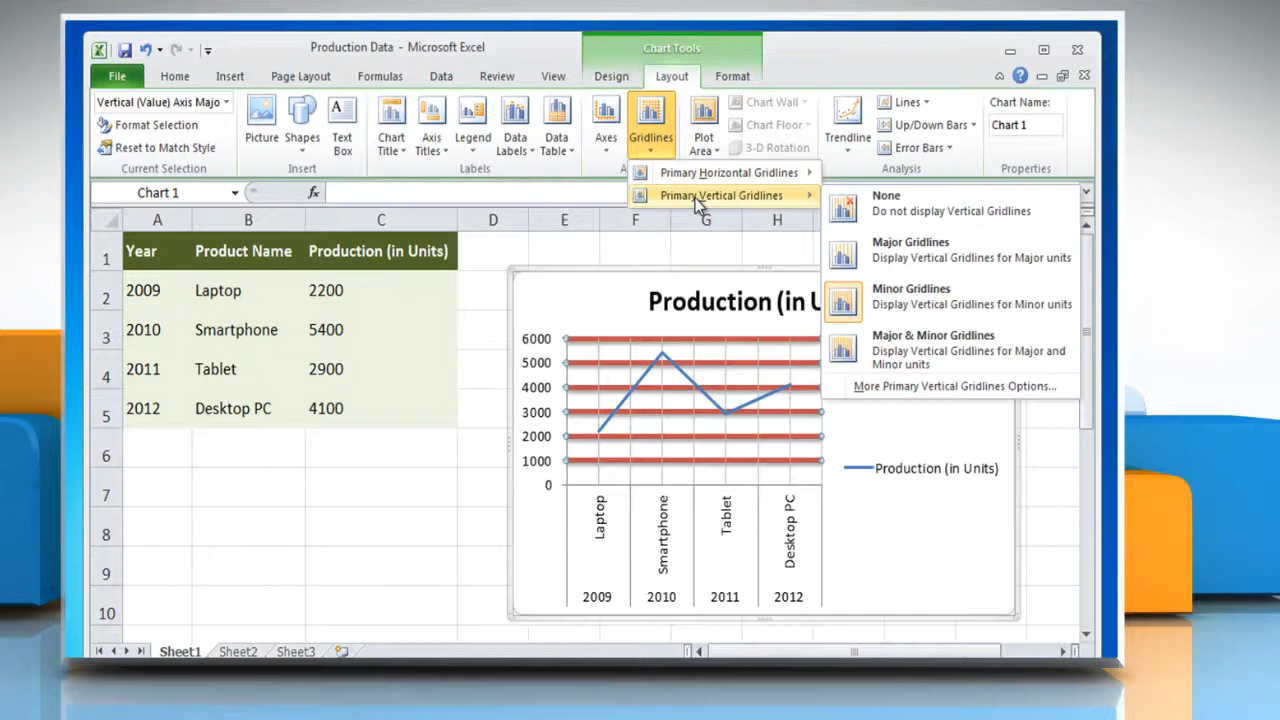 Production Data - Microsoft Excel
Chart Tools
File Home Insert Page Layout Formulas Data Review View Design Layout Format
Vertical (Value) Axis Majo
Format Selection
Reset to Match Style
Current Selection
Picture
Shapes
Text
Box
Insert
Chart
Title
Axis
Titles
Legend
Data
Labels
Data
Table
Labels
Axes
Gridlines
A
Plot
Area
Chart Wall
Chart Floor
3-D Rotation
Trendline
Lines
Up/Down Bars
Error Bars
Analysis
Chart Name:
Chart 1
Properties
Primary Horizontal Gridlines
Primary Vertical Gridlines
None
Do not display Vertical Gridlines
Major Gridlines
Display Vertical Gridlines for Major units
Minor Gridlines
Display Vertical Gridlines for Minor units
Major & Minor Gridlines
Display Vertical Gridlines for Major and
Minor units
More Primary Vertical Gridlines Options...
Chart 1 fx
A B C D E F G H
1 Year Product Name Production (in Units)
2 2009 Laptop 2200
3 2010 Smartphone 5400
4 2011 Tablet 2900
5 2012 Desktop PC 4100
6
7
8
9
10
Production (in U
6000
5000
4000
3000
2000
1000
0
Laptop
Smartphone
Tablet
Desktop PC
2009 2010 2011 2012
Production (in Units)
Sheet1 Sheet2 Sheet3